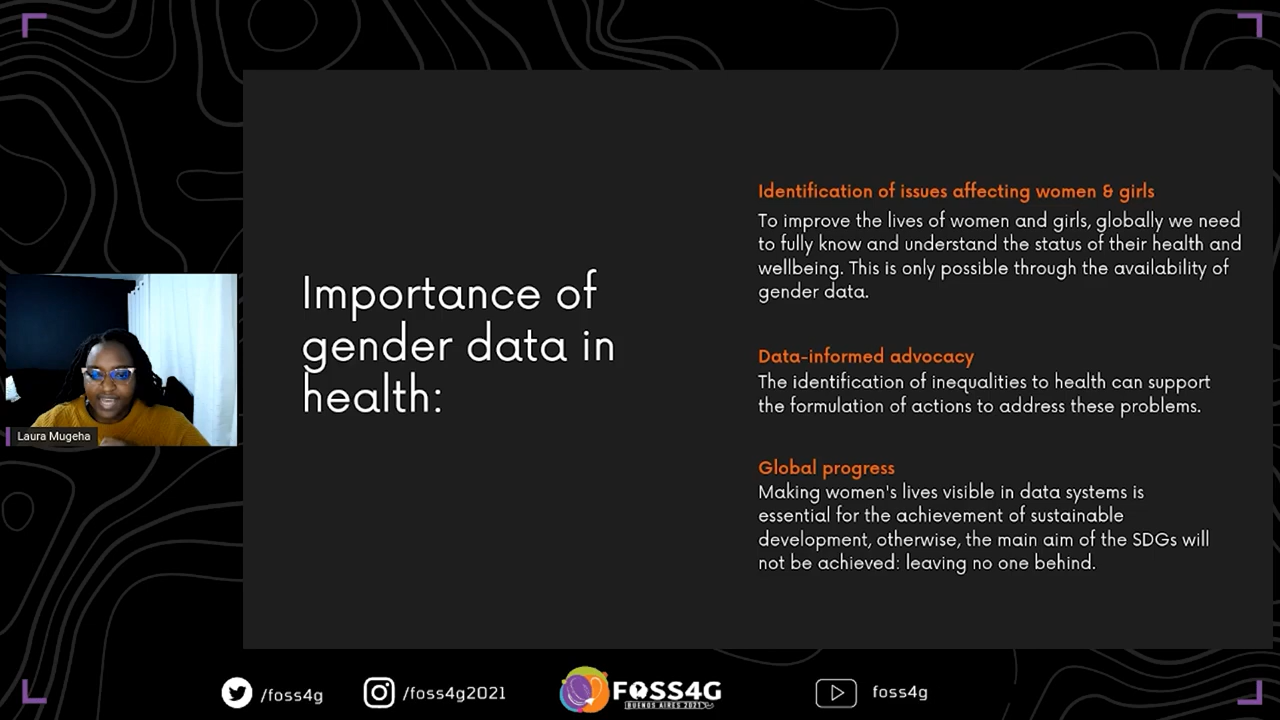 Importance of
gender data in
health:
Identification of issues affecting women & girls
To improve the lives of women and girls, globally we need
to fully know and understand the status of their health and
wellbeing. This is only possible through the availability of
gender data.
Data-informed advocacy
The identification of inequalities to health can support
the formulation of actions to address these problems.
Global progress
Making women's lives visible in data systems is
essential for the achievement of sustainable
development, otherwise, the main aim of the SDGs will
not be achieved: leaving no one behind.
Laura Mugeha
/foss4g
/foss4g2021
FOSS4G
BUENOS AIRES 2021
foss4g